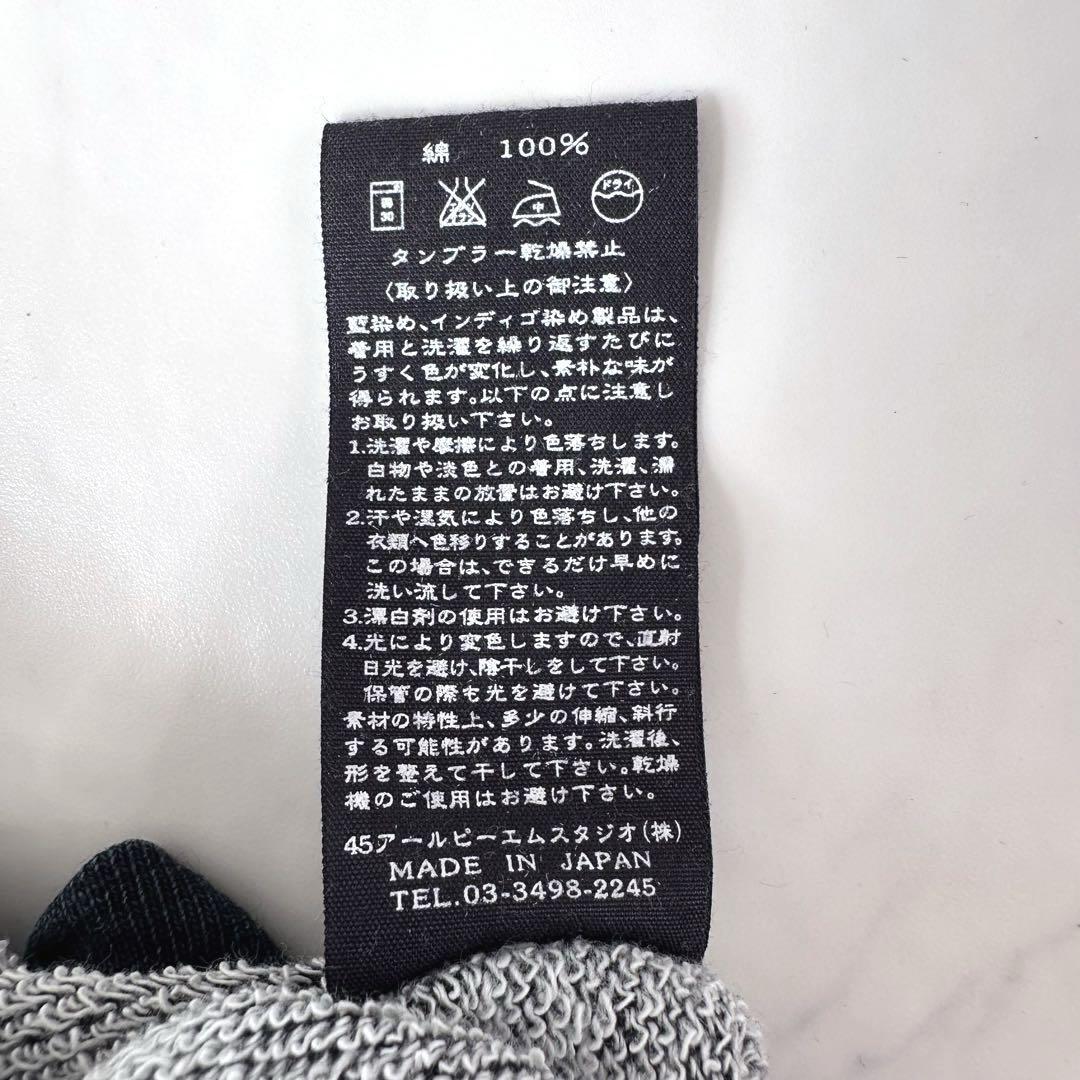 綿 100%
弱
30
エンソ
サラシ
中
ドライ
タンブラー乾燥禁止
〈取り扱い上の御注意〉
藍染め、インディゴ染め製品は、
着用と洗濯を繰り返すたびに
うすく色が変化し、素朴な味が
得られます。以下の点に注意し
お取り扱い下さい。
1.洗濯や摩擦により色落ちします。
白物や淡色との着用、洗濯、濡
れたままの放置はお避け下さい。
2.汗や湿気により色落ちし、他の
衣類へ色移りすることがあります。
この場合は、できるだけ早めに
洗い流して下さい。
3.漂白剤の使用はお避け下さい。
4.光により変色しますので、直射
日光を避け、陰干しをして下さい。
保管の際も光を避けて下さい。
素材の特性上、多少の伸縮、斜行
する可能性があります。洗濯後、
形を整えて干して下さい。乾燥
機のご使用はお避け下さい。
45アールピーエムスタジオ(株)
MADE IN JAPAN
TEL.03-3498-2245